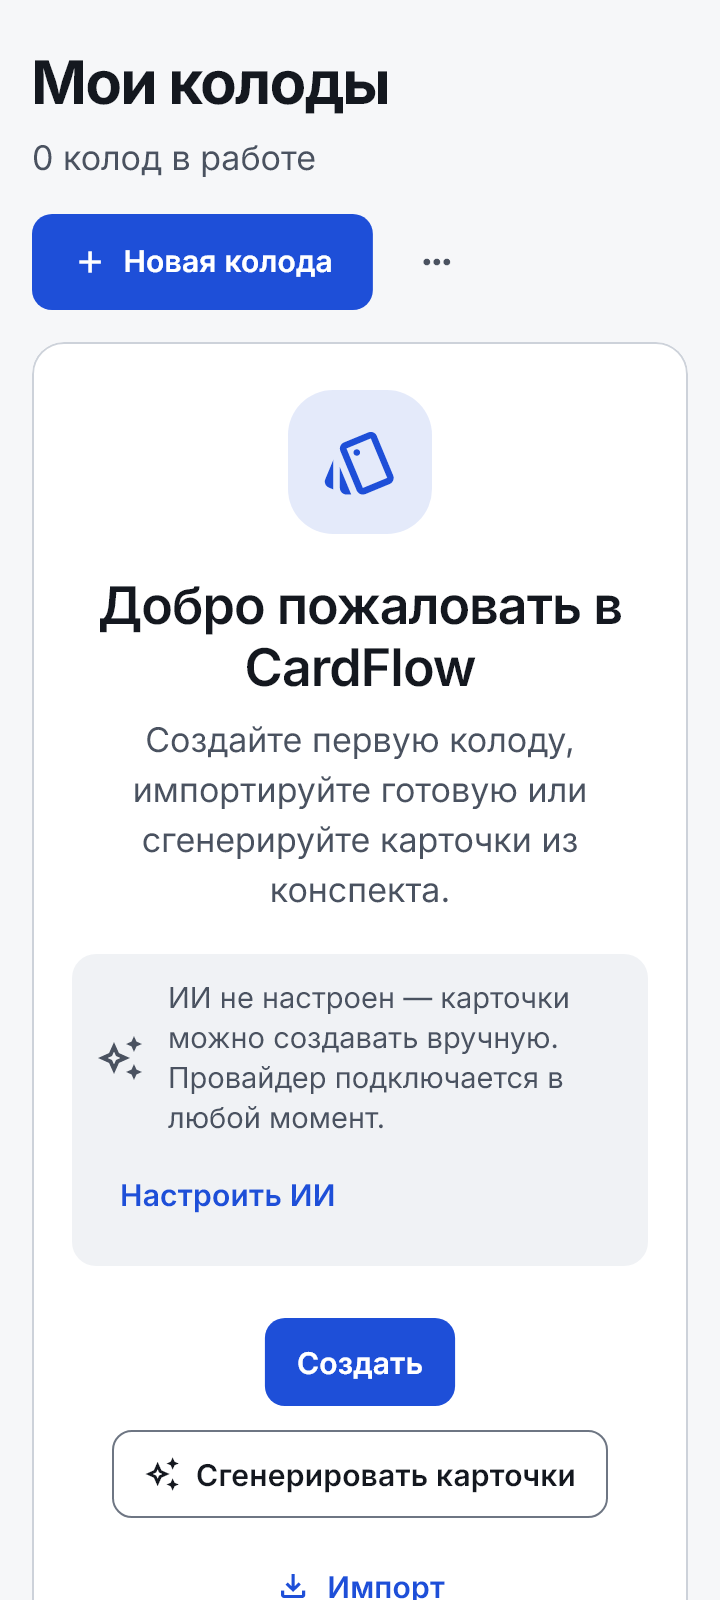 Мои колоды
0 колод в работе
+ Новая колода
Добро пожаловать в
CardFlow
Создайте первую колоду,
импортируйте готовую или
сгенерируйте карточки из
конспекта.
ИИ не настроен — карточки
можно создавать вручную.
Провайдер подключается в
любой момент.
Настроить ИИ
Создать
Сгенерировать карточки
Импорт